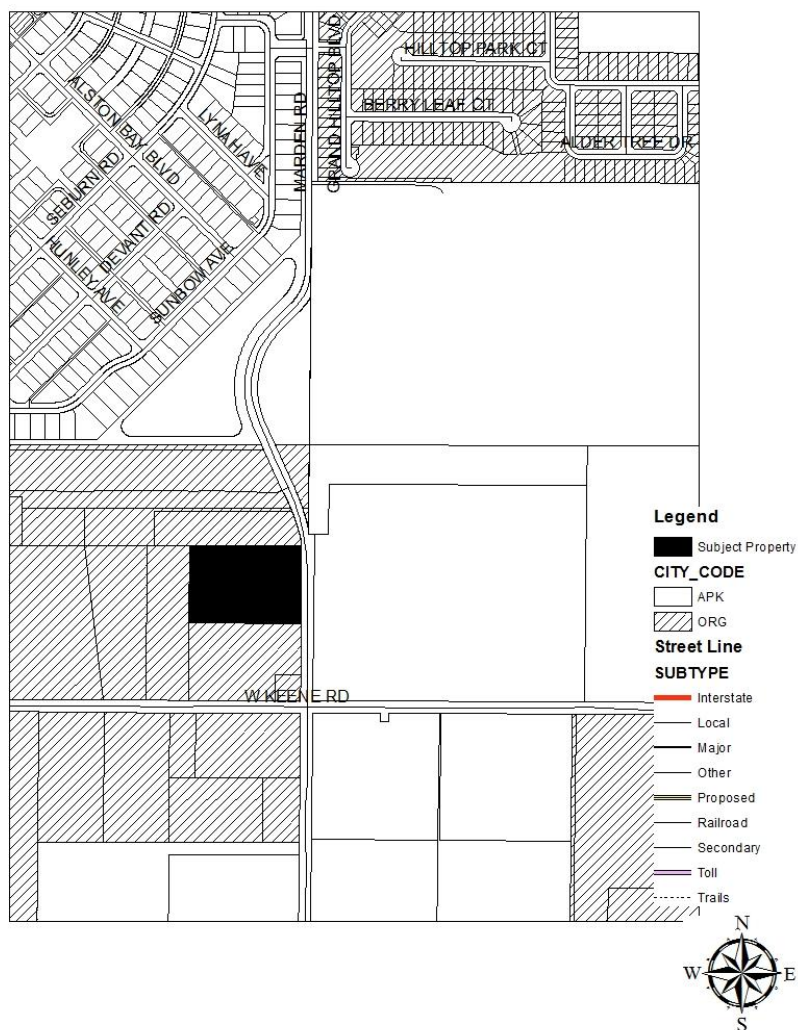 HILLTOP PARK CT
GRAND HILLTOP BLVD
MARDEN RD
BERRY LEAF CT
ALDER TREE DR
ALSTON BAY BLVD
LYNAH AVE
SEBURN RD
DEVANT RD
HUNLEY AVE
SUNBOW AVE
W KEENE RD
Legend
Subject Property
CITY_CODE
APK
ORG
Street Line
SUBTYPE
Interstate
Local
Major
Other
Proposed
Railroad
Secondary
Toll
Trails
N
W E
S